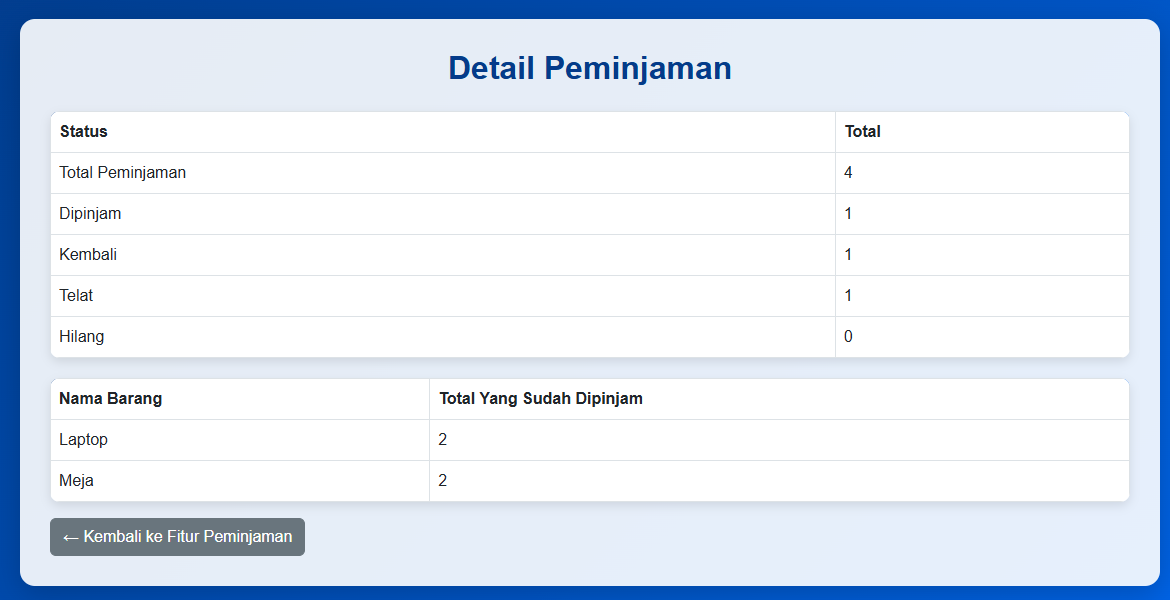 Detail Peminjaman
Status Total
Total Peminjaman 4
Dipinjam 1
Kembali 1
Telat 1
Hilang 0
Nama Barang Total Yang Sudah Dipinjam
Laptop 2
Meja 2
← Kembali ke Fitur Peminjaman